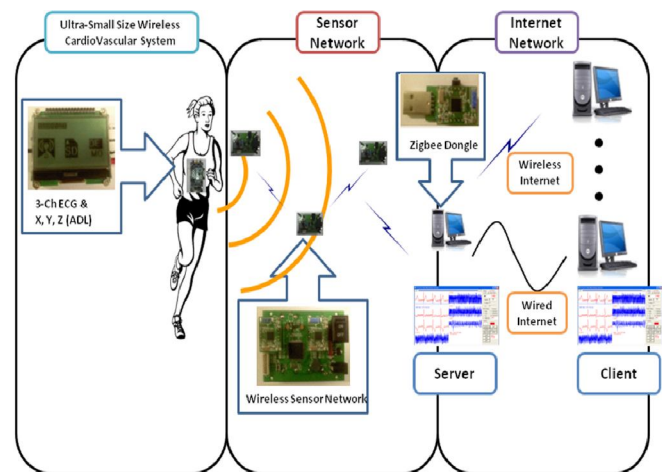 Ultra-Small Size Wireless
CardioVascular System
Sensor
Network
Internet
Network
3-Ch ECG &
X, Y, Z (ADL)
Zigbee Dongle
Wireless
Internet
Wireless Sensor Network
Wired
Internet
Server
Client